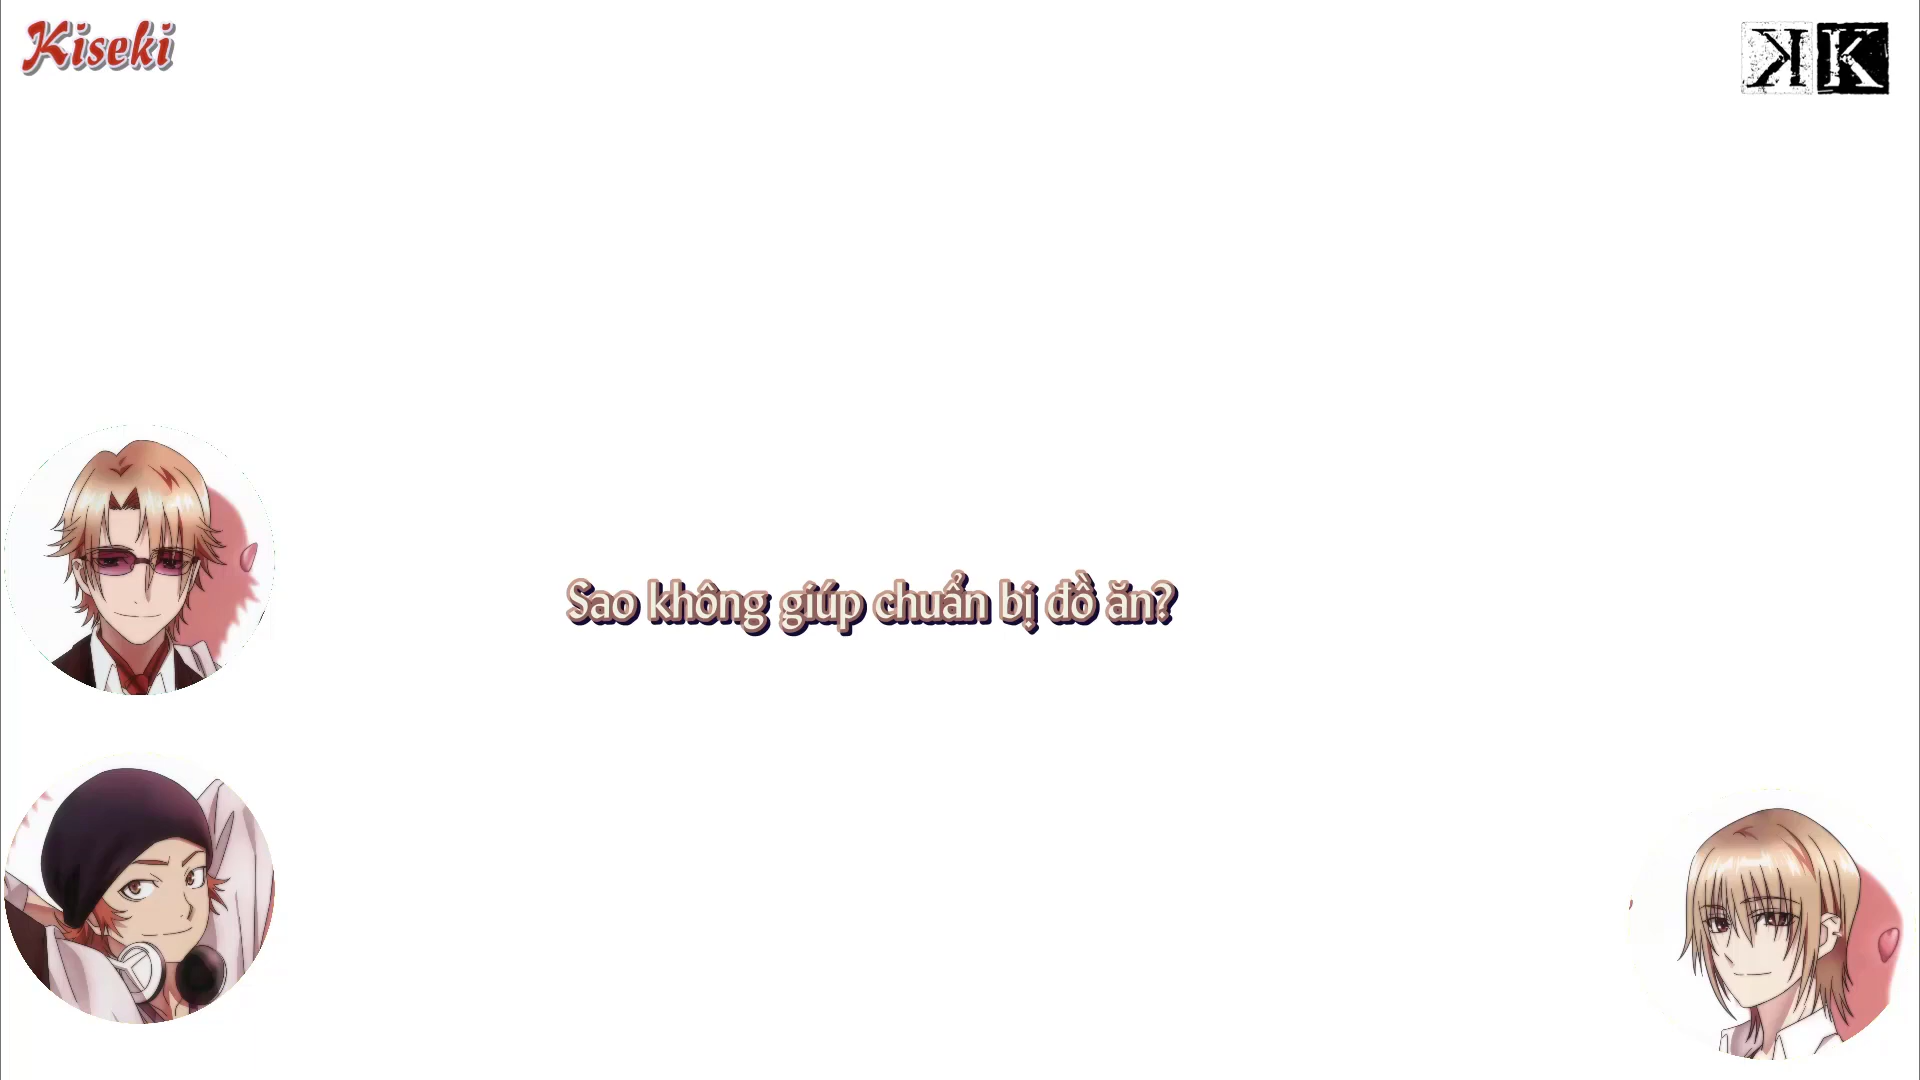 Kiseki
K K
Sao không giúp chuẩn bị đồ ăn?